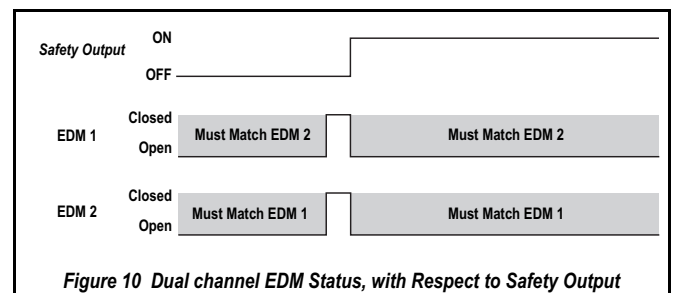 ON
Safety Output
OFF
Closed
EDM 1 Must Match EDM 2 Must Match EDM 2
Open
Closed
EDM 2 Must Match EDM 1 Must Match EDM 1
Open
Figure 10 Dual channel EDM Status, with Respect to Safety Output